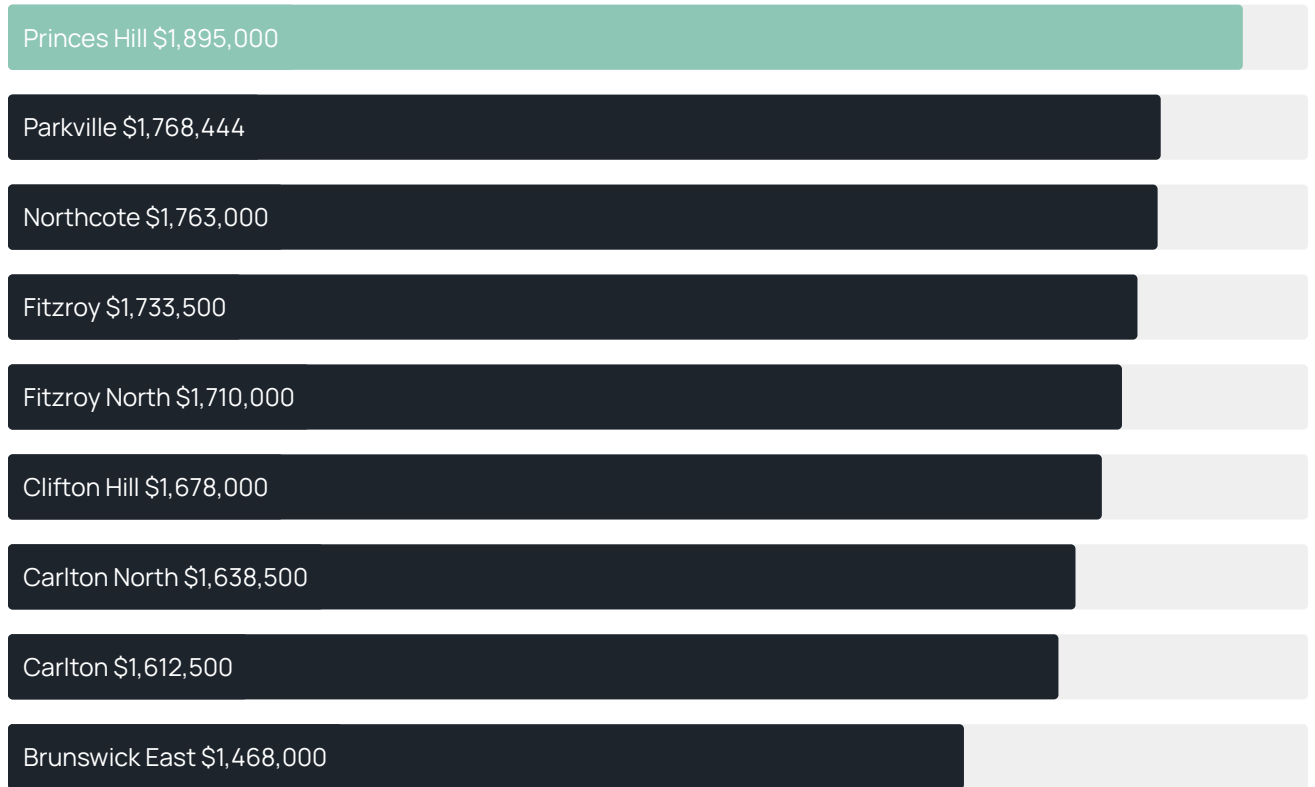 Princes Hill $1,895,000
Parkville $1,768,444
Northcote $1,763,000
Fitzroy $1,733,500
Fitzroy North $1,710,000
Clifton Hill $1,678,000
Carlton North $1,638,500
Carlton $1,612,500
Brunswick East $1,468,000